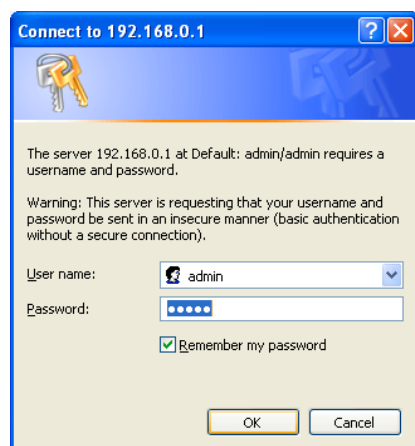 Connect to 192.168.0.1
The server 192.168.0.1 at Default: admin/admin requires a
username and password.
Warning: This server is requesting that your username and
password be sent in an insecure manner (basic authentication
without a secure connection).
User name:
admin
Password:
•••••
Remember my password
OK
Cancel